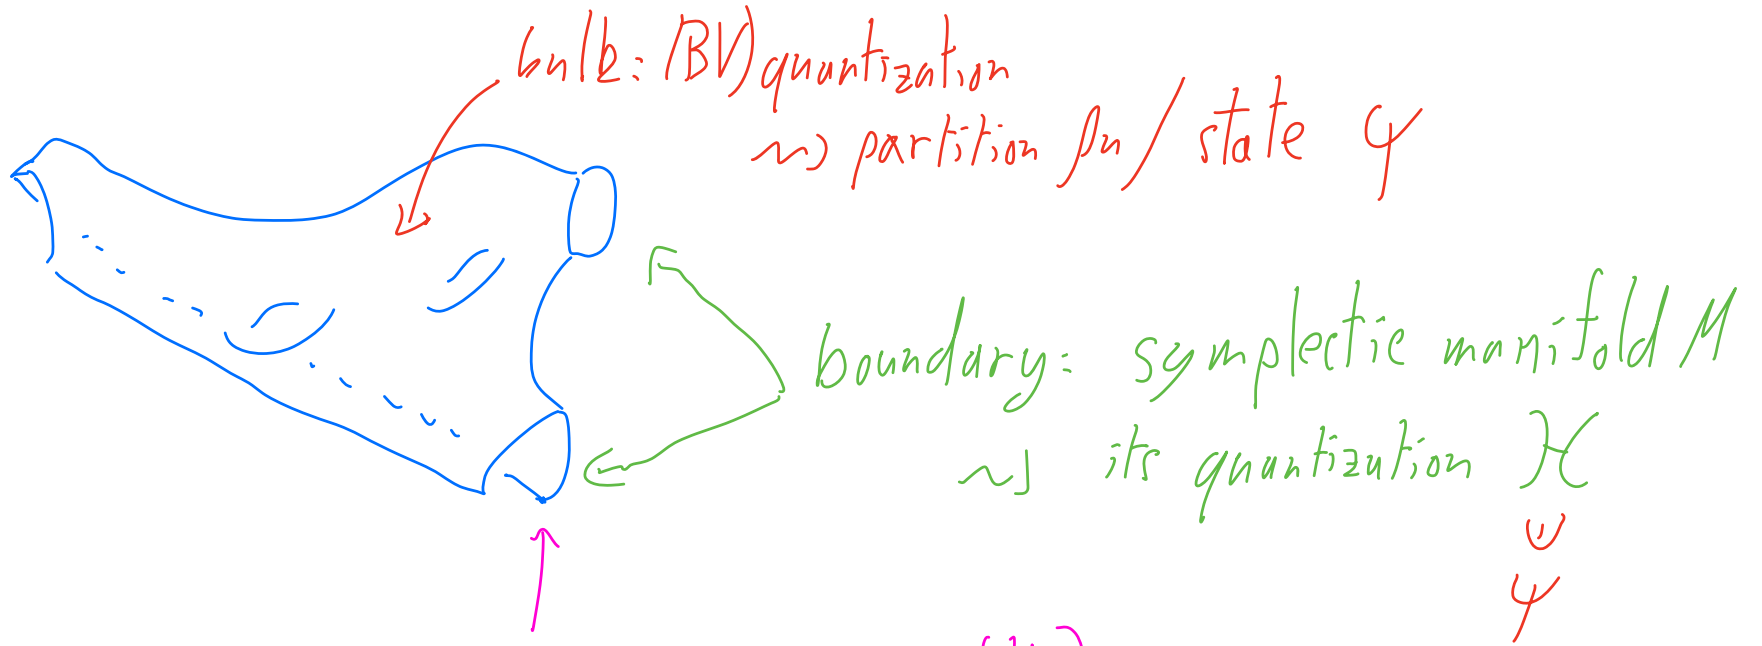 bulk: (BV) quantization
⇝ partition fn / state ψ
boundary: symplectic manifold M
⇝ its quantization ℋ
∪
ψ